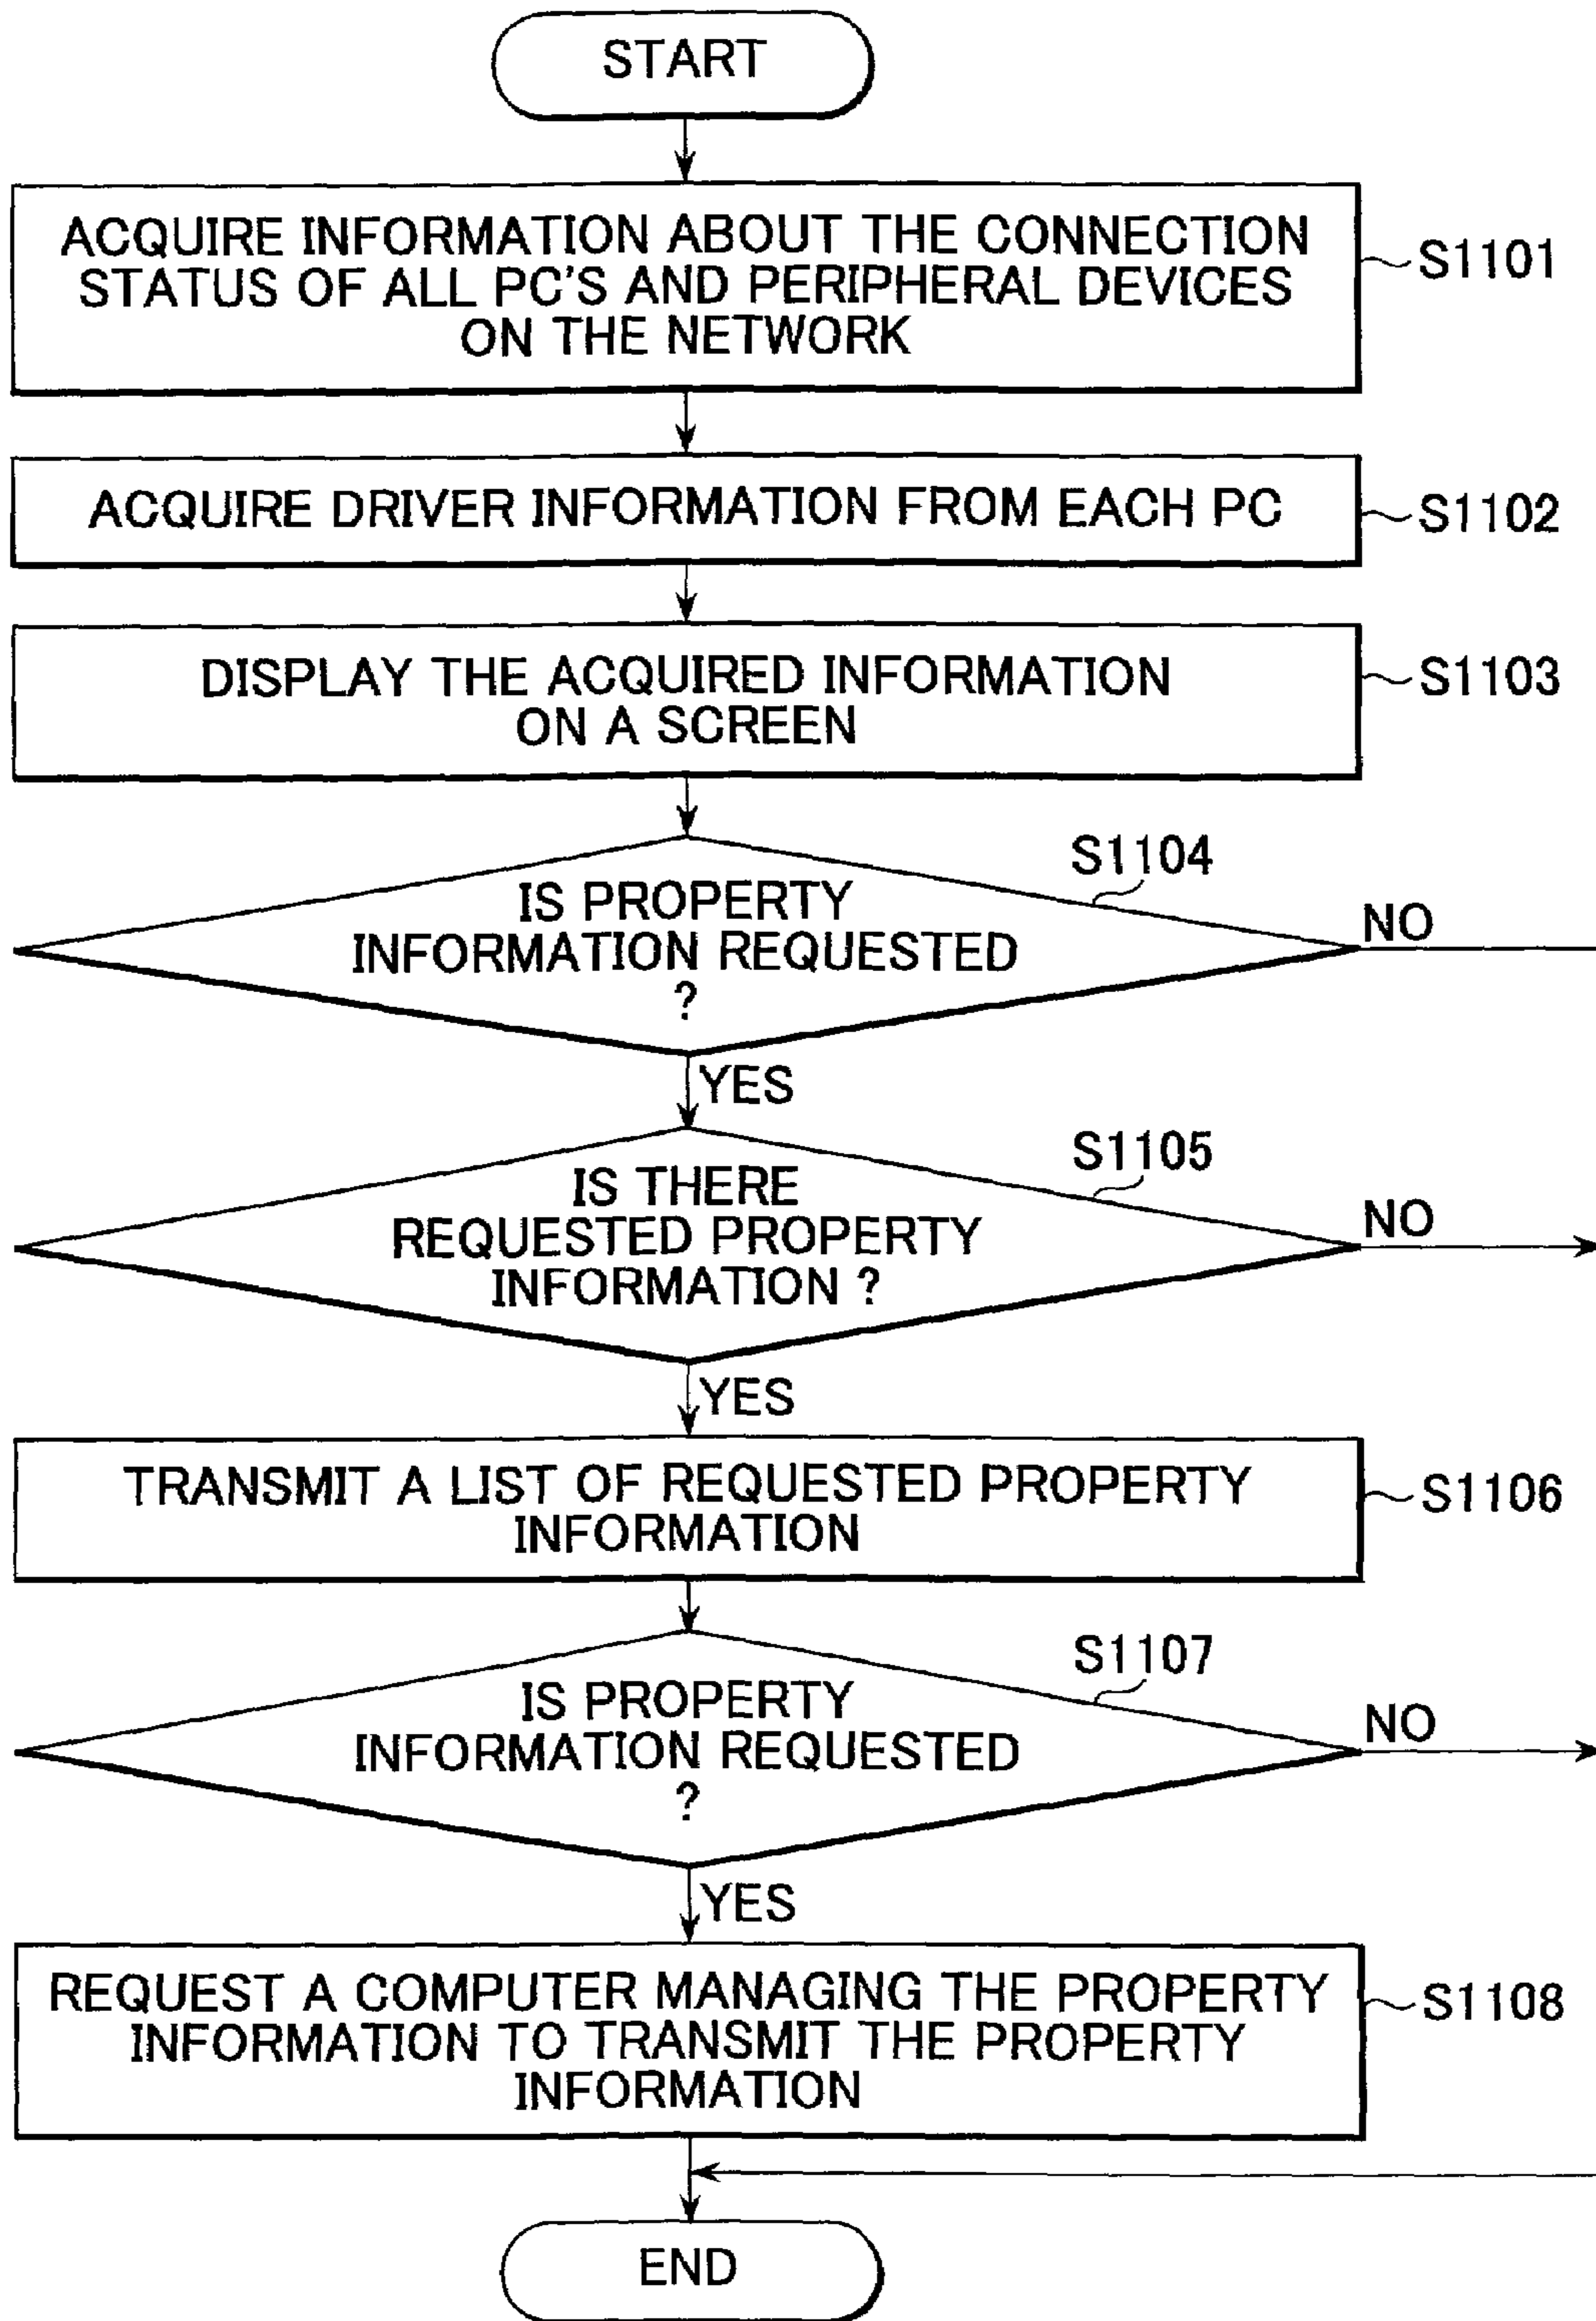 START
ACQUIRE INFORMATION ABOUT THE CONNECTION
STATUS OF ALL PC'S AND PERIPHERAL DEVICES
ON THE NETWORK
S1101
ACQUIRE DRIVER INFORMATION FROM EACH PC
S1102
DISPLAY THE ACQUIRED INFORMATION
ON A SCREEN
S1103
S1104
IS PROPERTY
INFORMATION REQUESTED
?
NO
YES
S1105
IS THERE
REQUESTED PROPERTY
INFORMATION ?
NO
YES
TRANSMIT A LIST OF REQUESTED PROPERTY
INFORMATION
S1106
S1107
IS PROPERTY
INFORMATION REQUESTED
?
NO
YES
REQUEST A COMPUTER MANAGING THE PROPERTY
INFORMATION TO TRANSMIT THE PROPERTY
INFORMATION
S1108
END